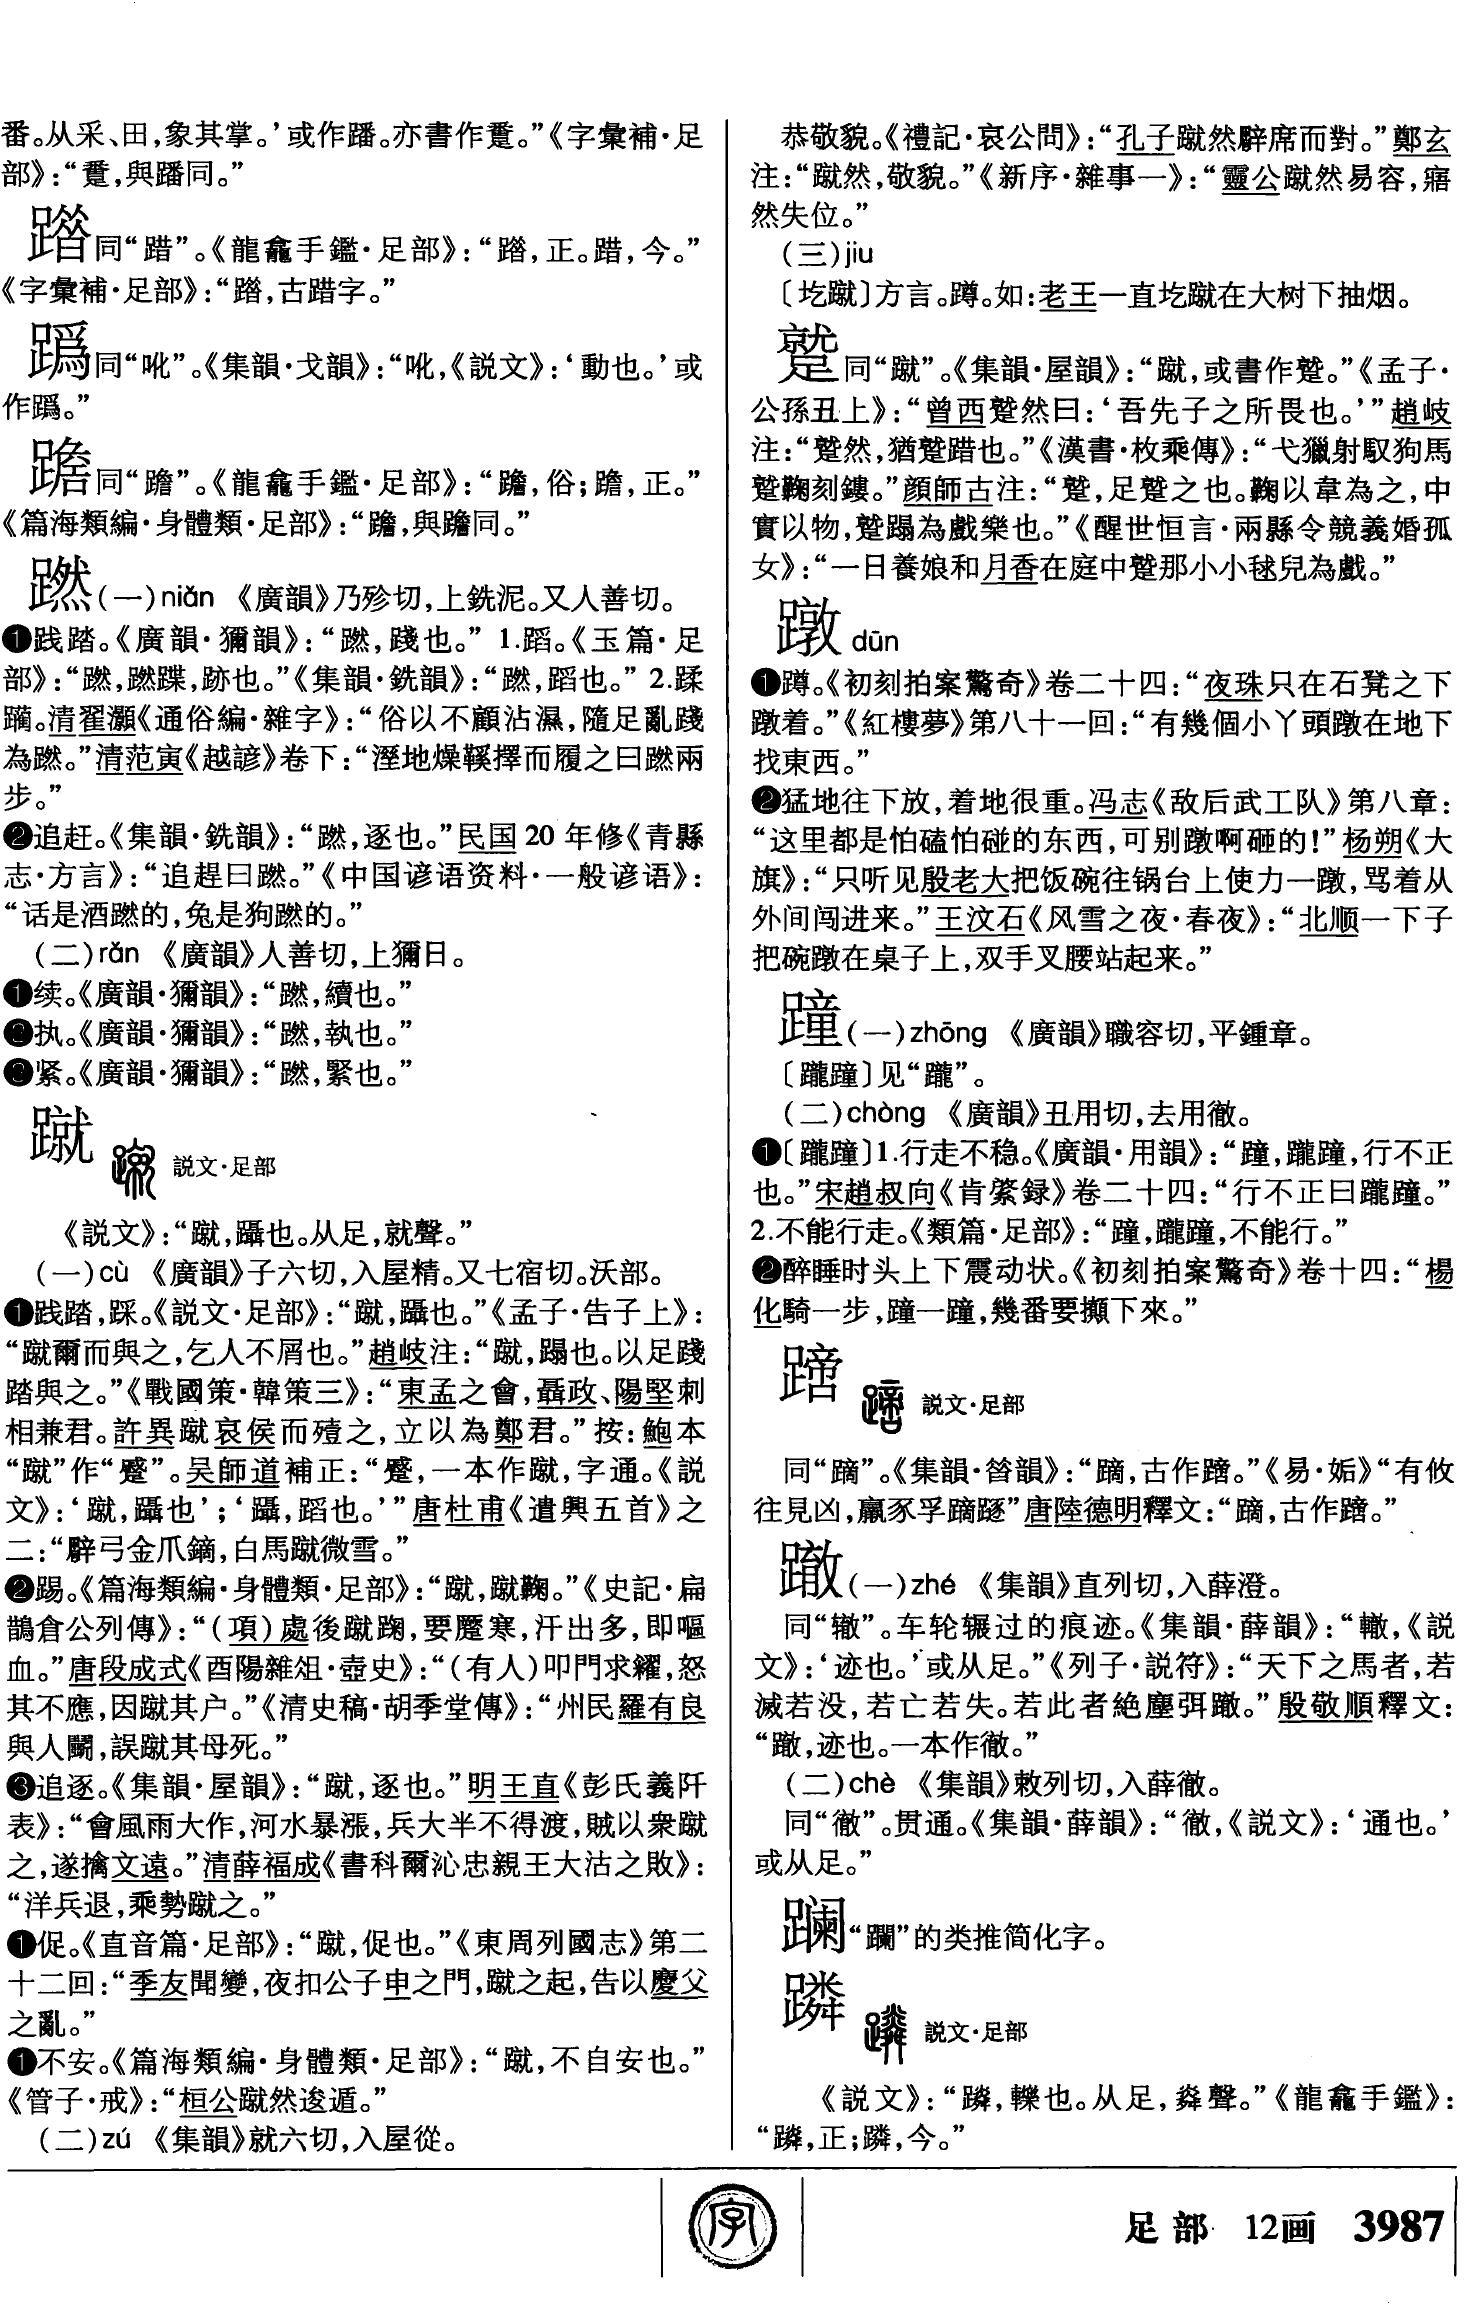 番。从采、田，象其掌。’或作蹯。亦書作䪛。”《字彙補·足
部》：“䪛，與蹯同。”
同“踖”。《龍龕手鑑·足部》：“，正。踖，今。”
《字彙補·足部》：“，古踖字。”
同“吪”。《集韻·戈韻》：“吪，《説文》：‘動也。’或
作蹫。”
同“蹌”。《龍龕手鑑·足部》：“，俗；，正。”
《篇海類編·身體類·足部》：“，與同。”
蹨(一)niǎn 《廣韻》乃殄切，上銑泥。又人善切。
❶践踏。《廣韻·獮韻》：“蹨，踐也。” 1.蹈。《玉篇·足
部》：“蹨，蹨蹀，跡也。”《集韻·銑韻》：“蹨，蹈也。” 2.蹂
躏。清翟灝《通俗編·雜字》：“俗以不顧沾濕，隨足亂踐
為蹨。”清范寅《越諺》卷下：“溼地燥鞵擇而履之曰蹨兩
步。”
❷追赶。《集韻·銑韻》：“蹨，逐也。”民国20年修《青縣
志·方言》：“追趕曰蹨。”《中国谚语资料·一般谚语》：
“话是酒蹨的，兔是狗蹨的。”
(二)rǎn 《廣韻》人善切，上獮日。
❶续。《廣韻·獮韻》：“蹨，續也。”
❷执。《廣韻·獮韻》：“蹨，執也。”
❸紧。《廣韻·獮韻》：“蹨，緊也。”
蹴 説文·足部
《説文》：“蹴，躡也。从足，就聲。”
(一)cù 《廣韻》子六切，入屋精。又七宿切。沃部。
❶践踏，踩。《説文·足部》：“蹴，躡也。”《孟子·告子上》：
“蹴爾而與之，乞人不屑也。”趙岐注：“蹴，蹋也。以足踐
踏與之。”《戰國策·韓策三》：“東孟之會，聶政、陽堅刺
相兼君。許異蹴哀侯而殪之，立以為鄭君。”按：鮑本
“蹴”作“蹙”。吴師道補正：“蹙，一本作蹴，字通。《説
文》：‘蹴，躡也’；‘躡，蹈也。’”唐杜甫《遣興五首》之
二：“騂弓金爪鏑，白馬蹴微雪。”
❷踢。《篇海類編·身體類·足部》：“蹴，蹴鞠。”《史記·扁
鵲倉公列傳》：“(項)處後蹴踘，要蹷寒，汗出多，即嘔
血。”唐段成式《酉陽雜俎·壺史》：“(有人)叩門求糴，怒
其不應，因蹴其户。”《清史稿·胡季堂傳》：“州民羅有良
與人鬭，誤蹴其母死。”
❸追逐。《集韻·屋韻》：“蹴，逐也。”明王直《彭氏義阡
表》：“會風雨大作，河水暴漲，兵大半不得渡，賊以衆蹴
之，遂擒文遠。”清薛福成《書科爾沁忠親王大沽之敗》：
“洋兵退，乘勢蹴之。”
❶促。《直音篇·足部》：“蹴，促也。”《東周列國志》第二
十二回：“季友聞變，夜扣公子申之門，蹴之起，告以慶父
之亂。”
❶不安。《篇海類編·身體類·足部》：“蹴，不自安也。”
《管子·戒》：“桓公蹴然逡遁。”
(二)zú 《集韻》就六切，入屋從。
恭敬貌。《禮記·哀公問》：“孔子蹴然辟席而對。”鄭玄
注：“蹴然，敬貌。”《新序·雜事一》：“靈公蹴然易容，寤
然失位。”
(三)jiu
〔圪蹴〕方言。蹲。如：老王一直圪蹴在大树下抽烟。
蹵同“蹴”。《集韻·屋韻》：“蹴，或書作蹵。”《孟子·
公孫丑上》：“曾西蹵然曰：‘吾先子之所畏也。’”趙岐
注：“蹵然，猶蹵踖也。”《漢書·枚乘傳》：“弋獵射馭狗馬
蹵鞠刻鏤。”顔師古注：“蹵，足蹵之也。鞠以韋為之，中
實以物，蹵蹋為戲樂也。”《醒世恒言·兩縣令競義婚孤
女》：“一日養娘和月香在庭中蹵那小小毬兒為戲。”
蹾 dūn
❶蹲。《初刻拍案驚奇》卷二十四：“夜珠只在石凳之下
蹾着。”《紅樓夢》第八十一回：“有幾個小丫頭蹾在地下
找東西。”
❷猛地往下放，着地很重。冯志《敌后武工队》第八章：
“这里都是怕磕怕碰的东西，可别蹾啊砸的！”杨朔《大
旗》：“只听见殷老大把饭碗往锅台上使力一蹾，骂着从
外间闯进来。”王汶石《风雪之夜·春夜》：“北顺一下子
把碗蹾在桌子上，双手叉腰站起来。”
蹱(一)zhōng 《廣韻》職容切，平鍾章。
〔躘蹱〕见“躘”。
(二)chòng 《廣韻》丑用切，去用徹。
❶〔躘蹱〕1.行走不稳。《廣韻·用韻》：“蹱，躘蹱，行不正
也。”宋趙叔向《肯綮録》卷二十四：“行不正曰躘蹱。”
2.不能行走。《類篇·足部》：“蹱，躘蹱，不能行。”
❷醉睡时头上下震动状。《初刻拍案驚奇》卷十四：“楊
化騎一步，蹱一蹱，幾番要攧下來。”
䠱 説文·足部
同“蹢”。《集韻·㫺韻》：“蹢，古作䠱。”《易·姤》“有攸
往見凶，羸豕孚蹢躅”唐陸德明釋文：“蹢，古作䠱。”
蹾(一)zhé 《集韻》直列切，入薛澄。
同“辙”。车轮辗过的痕迹。《集韻·薛韻》：“轍，《説
文》：‘迹也。’或从足。”《列子·説符》：“天下之馬者，若
滅若没，若亡若失。若此者絶塵弭𨅊。”殷敬順釋文：
“𨅊，迹也。一本作徹。”
(二)chè 《集韻》敕列切，入薛徹。
同“徹”。贯通。《集韻·薛韻》：“徹，《説文》：‘通也。’
或从足。”
“躝”的类推简化字。
蹸 説文·足部
《説文》：“蹸，轢也。从足，粦聲。”《龍龕手鑑》：
“，正；蹸，今。”
字
足部 12画 3987